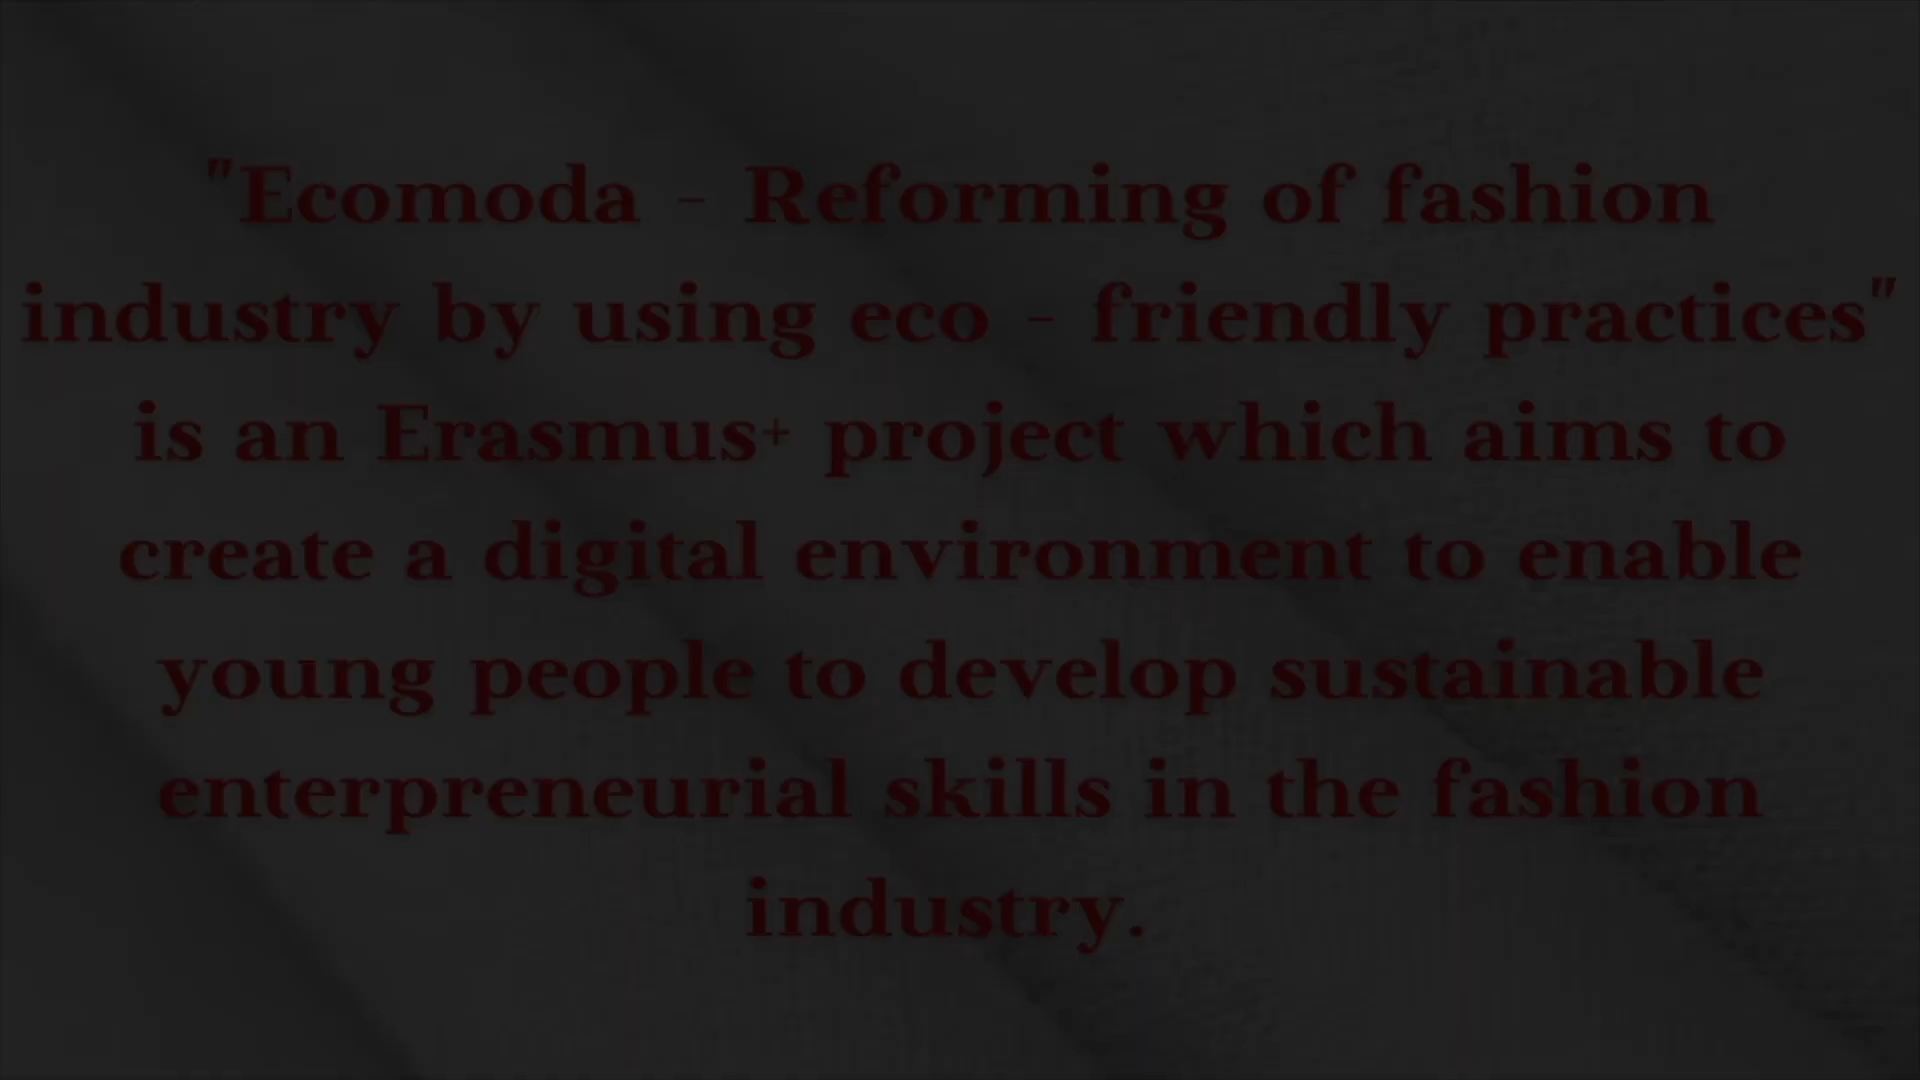 "Ecomoda - Reforming of fashion
industry by using eco - friendly practices"
is an Erasmus+ project which aims to
create a digital environment to enable
young people to develop sustainable
enterpreneurial skills in the fashion
industry.